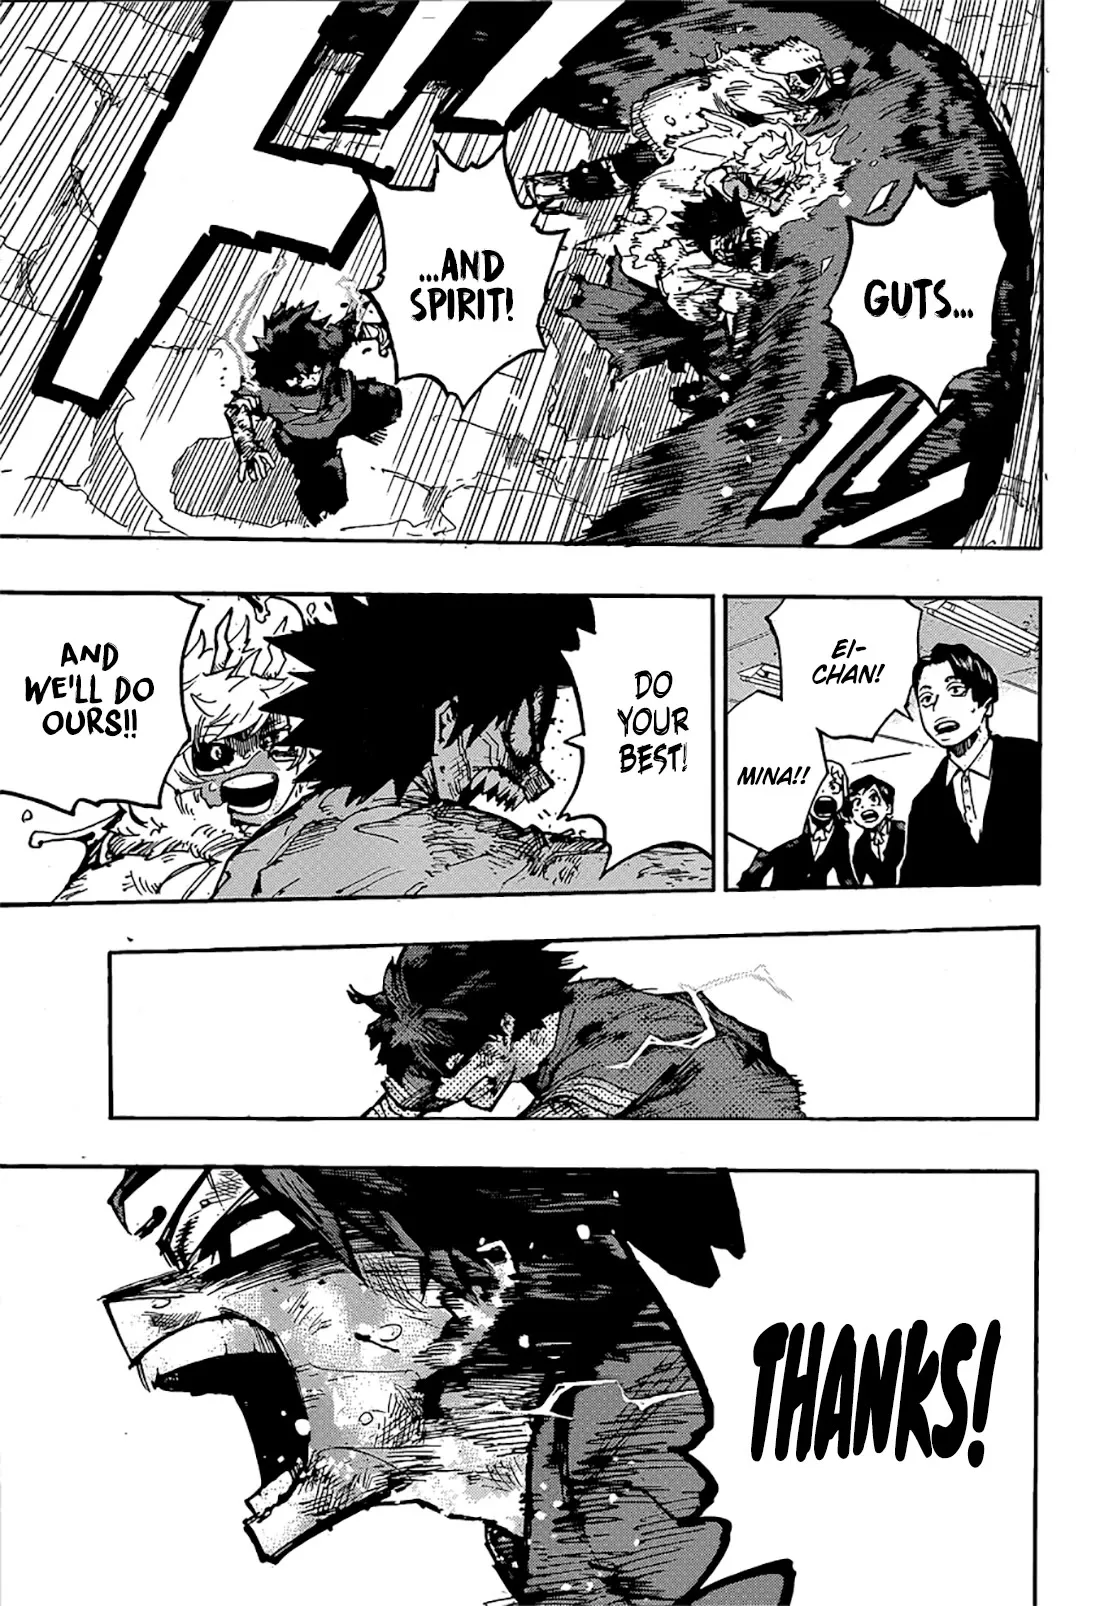 GUTS...
...AND
SPIRIT!
EI-
CHAN!
MINA!!
DO
YOUR
BEST!
AND
WE'LL DO
OURS!!
THANKS!